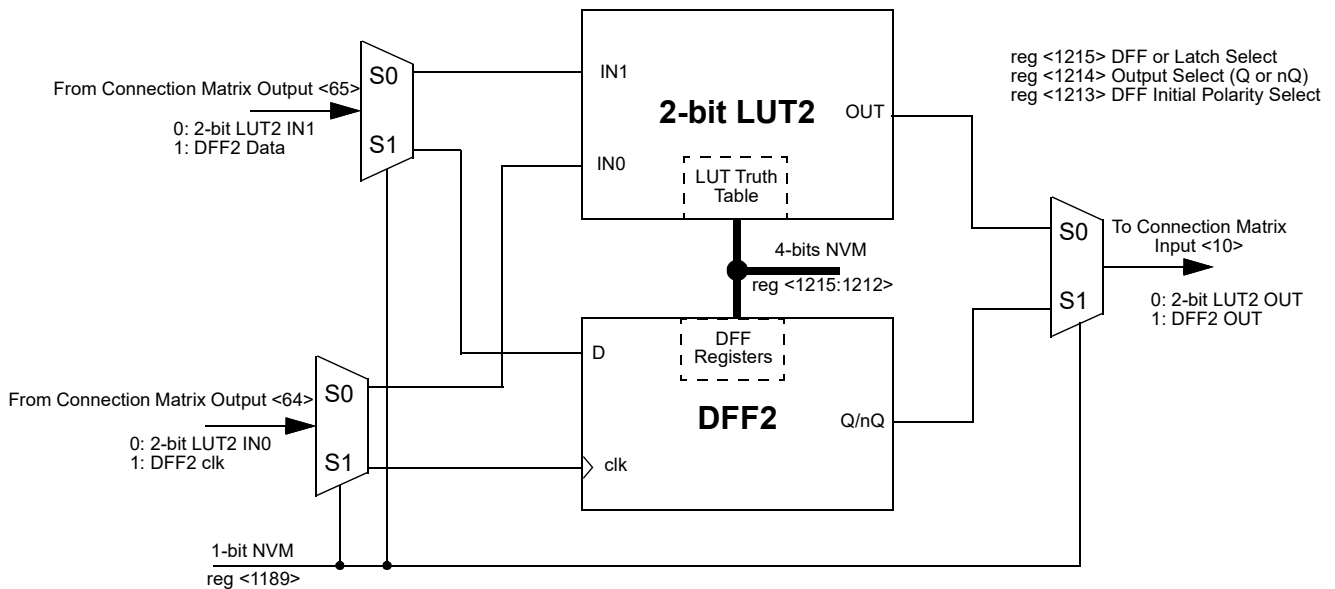 reg <1215> DFF or Latch Select
reg <1214> Output Select (Q or nQ)
reg <1213> DFF Initial Polarity Select
From Connection Matrix Output <65>
0: 2-bit LUT2 IN1
1: DFF2 Data
S0
S1
IN1
IN0
2-bit LUT2
OUT
LUT Truth
Table
4-bits NVM
reg <1215:1212>
S0
S1
To Connection Matrix
Input <10>
0: 2-bit LUT2 OUT
1: DFF2 OUT
From Connection Matrix Output <64>
0: 2-bit LUT2 IN0
1: DFF2 clk
S0
S1
D
clk
DFF
Registers
DFF2
Q/nQ
1-bit NVM
reg <1189>